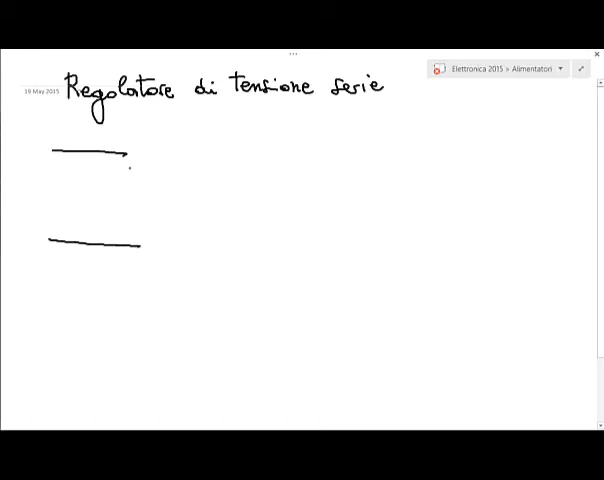 Elettronica 2015 > Alimentatori
19 May 2015
Regolatore di tensione serie